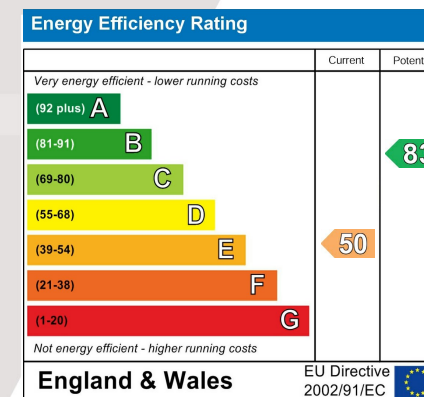 Energy Efficiency Rating
Current Potent
Very energy efficient - lower running costs
(92 plus) A
(81-91) B
83
(69-80) C
(55-68) D
(39-54) E
50
(21-38) F
(1-20) G
Not energy efficient - higher running costs
England & Wales
EU Directive
2002/91/EC